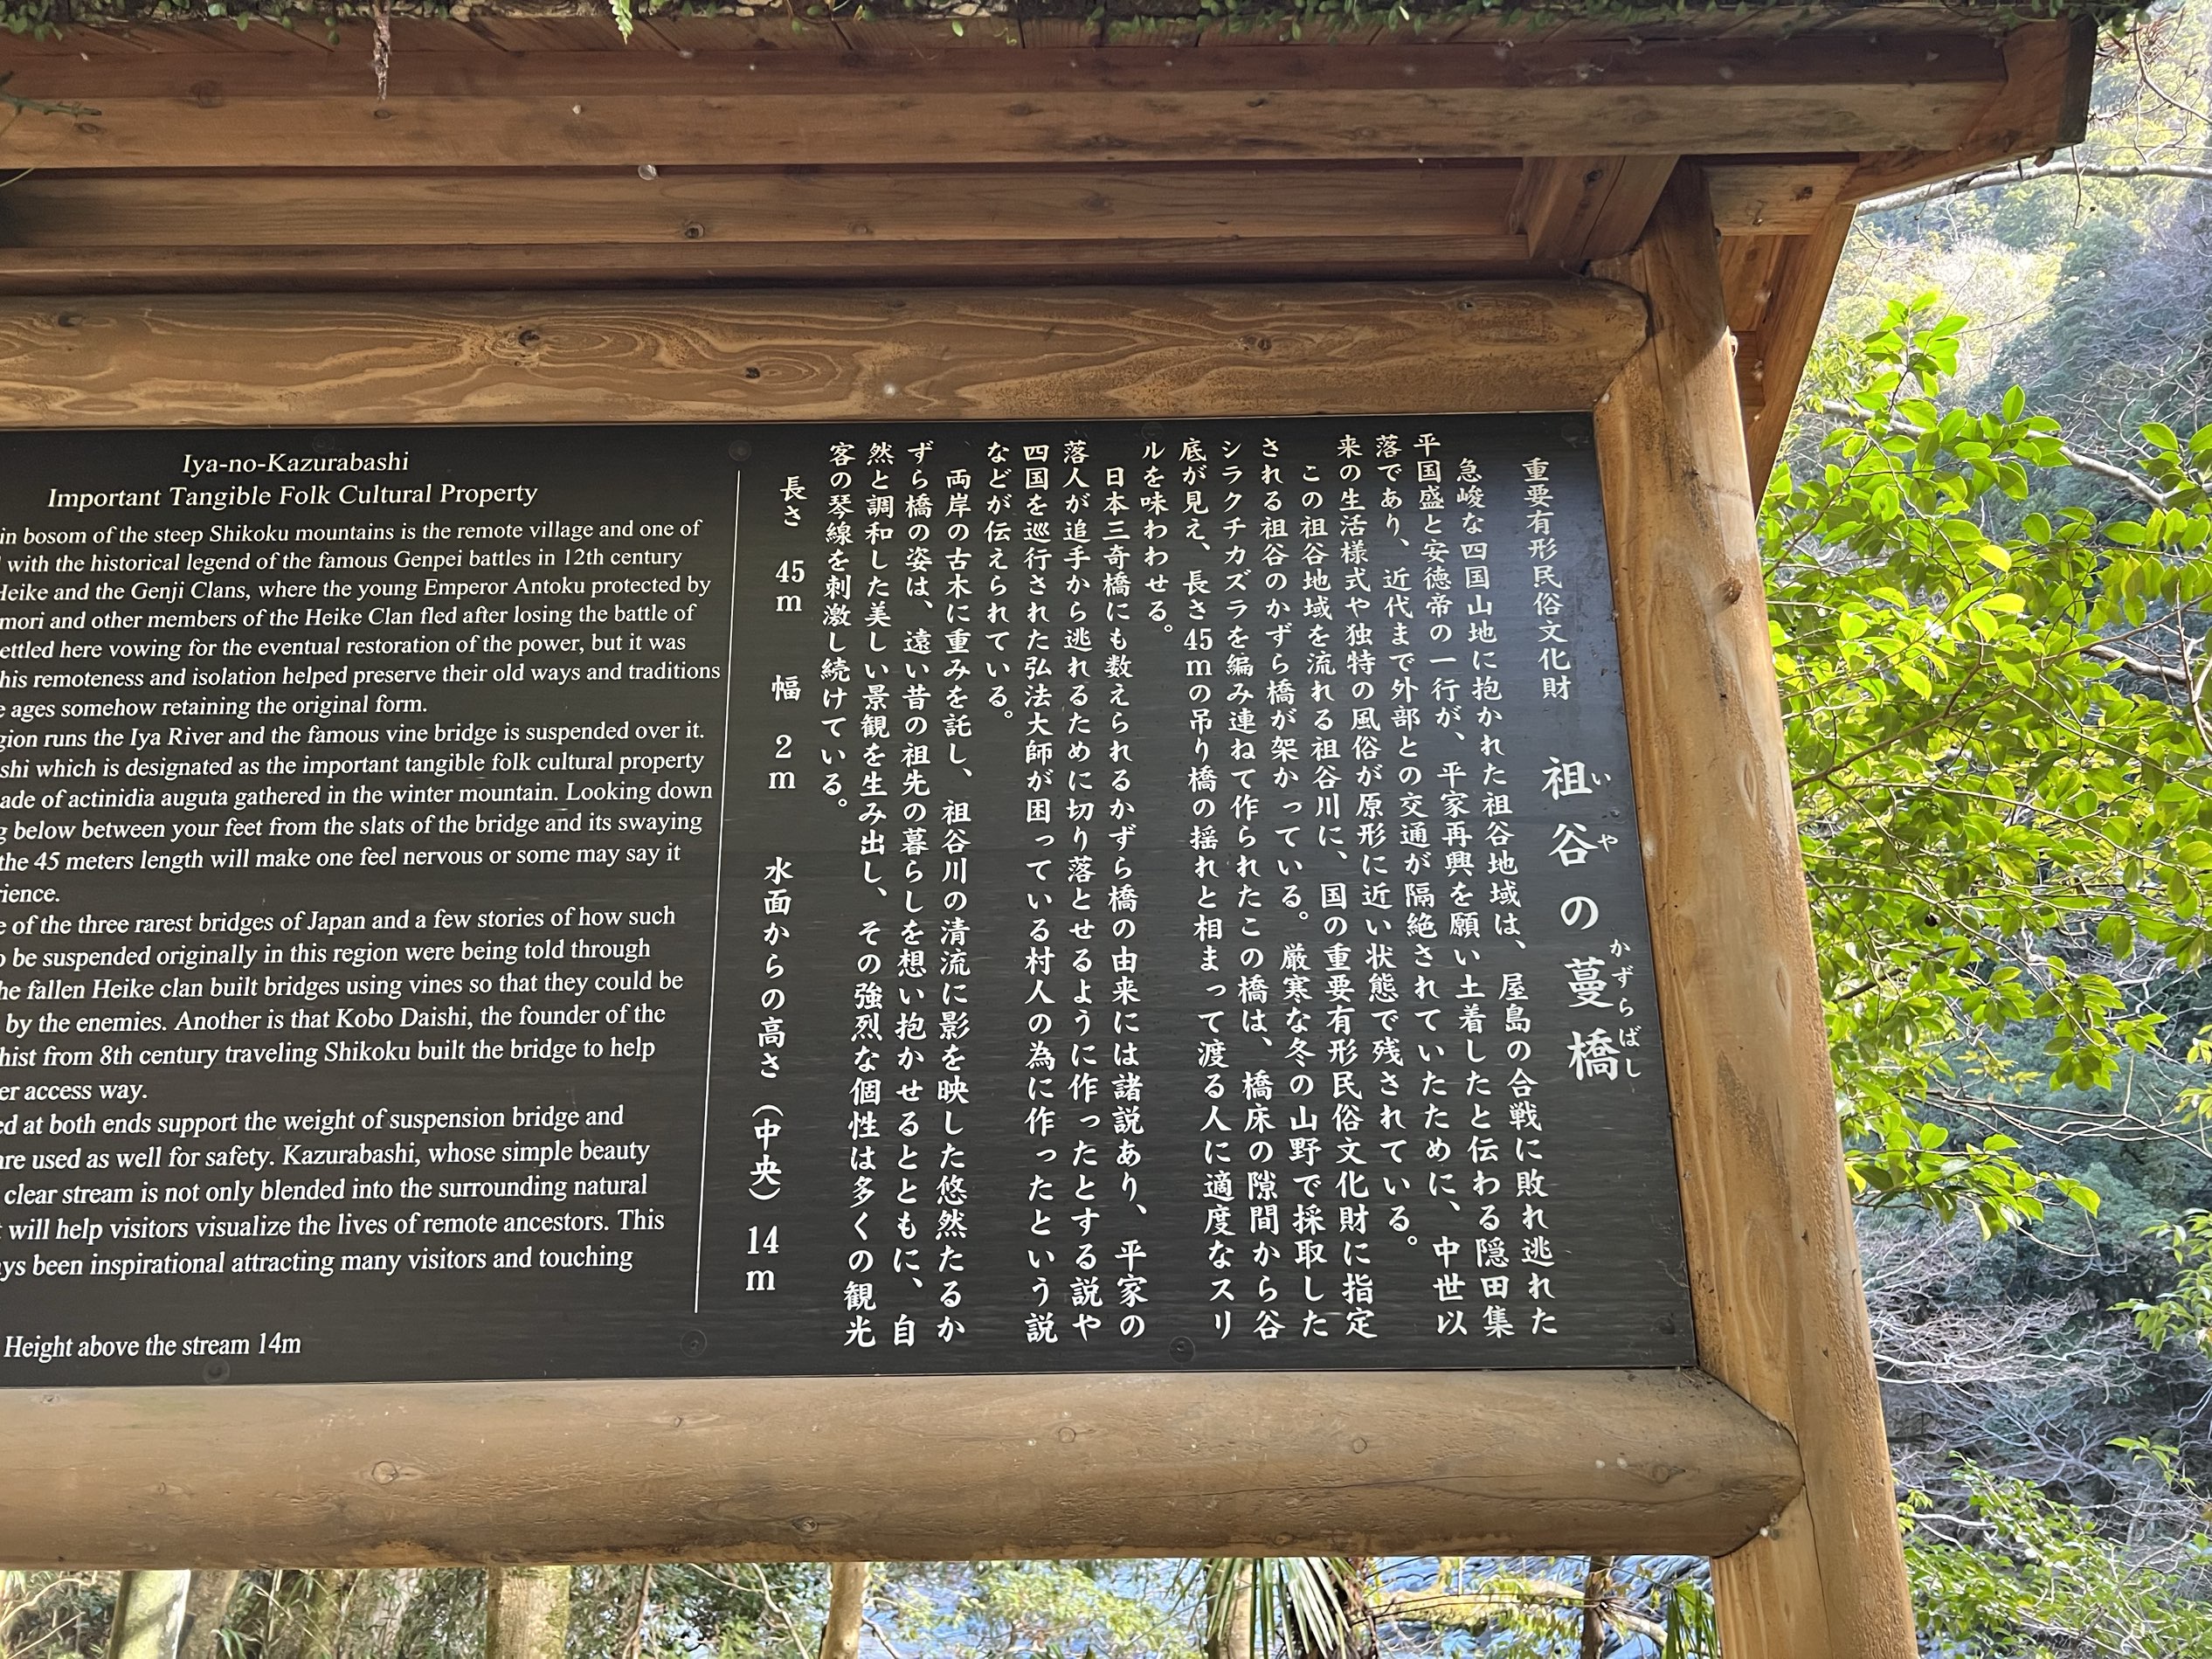 重要有形民俗文化財 祖谷の蔓橋
いや かずらばし
急峻な四国山地に抱かれた祖谷地域は、屋島の合戦に敗れ逃れた
平国盛と安徳帝の一行が、平家再興を願い土着したと伝わる隠田集
落であり、近代まで外部との交通が隔絶されていたために、中世以
来の生活様式や独特の風俗が原形に近い状態で残されている。
この祖谷地域を流れる祖谷川に、国の重要有形民俗文化財に指定
される祖谷のかずら橋が架かっている。厳寒な冬の山野で採取した
シラクチカズラを編み連ねて作られたこの橋は、橋床の隙間から谷
底が見え、長さ45mの吊り橋の揺れと相まって渡る人に適度なスリ
ルを味わわせる。
日本三奇橋にも数えられるかずら橋の由来には諸説あり、平家の
落人が追手から逃れるために切り落とせるように作ったとする説や
四国を巡行された弘法大師が困っている村人の為に作ったという説
などが伝えられている。
両岸の古木に重みを託し、祖谷川の清流に影を映した悠然たるか
ずら橋の姿は、遠い昔の祖先の暮らしを想い抱かせるとともに、自
然と調和した美しい景観を生み出し、その強烈な個性は多くの観光
客の琴線を刺激し続けている。
長さ 45m 幅 2m 水面からの高さ（中央）14m
Iya-no-Kazurabashi
Important Tangible Folk Cultural Property
in bosom of the steep Shikoku mountains is the remote village and one of
with the historical legend of the famous Genpei battles in 12th century
Heike and the Genji Clans, where the young Emperor Antoku protected by
mori and other members of the Heike Clan fled after losing the battle of
ettled here vowing for the eventual restoration of the power, but it was
his remoteness and isolation helped preserve their old ways and traditions
e ages somehow retaining the original form.
gion runs the Iya River and the famous vine bridge is suspended over it.
shi which is designated as the important tangible folk cultural property
ade of actinidia auguta gathered in the winter mountain. Looking down
g below between your feet from the slats of the bridge and its swaying
the 45 meters length will make one feel nervous or some may say it
rience.
e of the three rarest bridges of Japan and a few stories of how such
o be suspended originally in this region were being told through
he fallen Heike clan built bridges using vines so that they could be
by the enemies. Another is that Kobo Daishi, the founder of the
hist from 8th century traveling Shikoku built the bridge to help
er access way.
ed at both ends support the weight of suspension bridge and
are used as well for safety. Kazurabashi, whose simple beauty
clear stream is not only blended into the surrounding natural
t will help visitors visualize the lives of remote ancestors. This
ys been inspirational attracting many visitors and touching
Height above the stream 14m